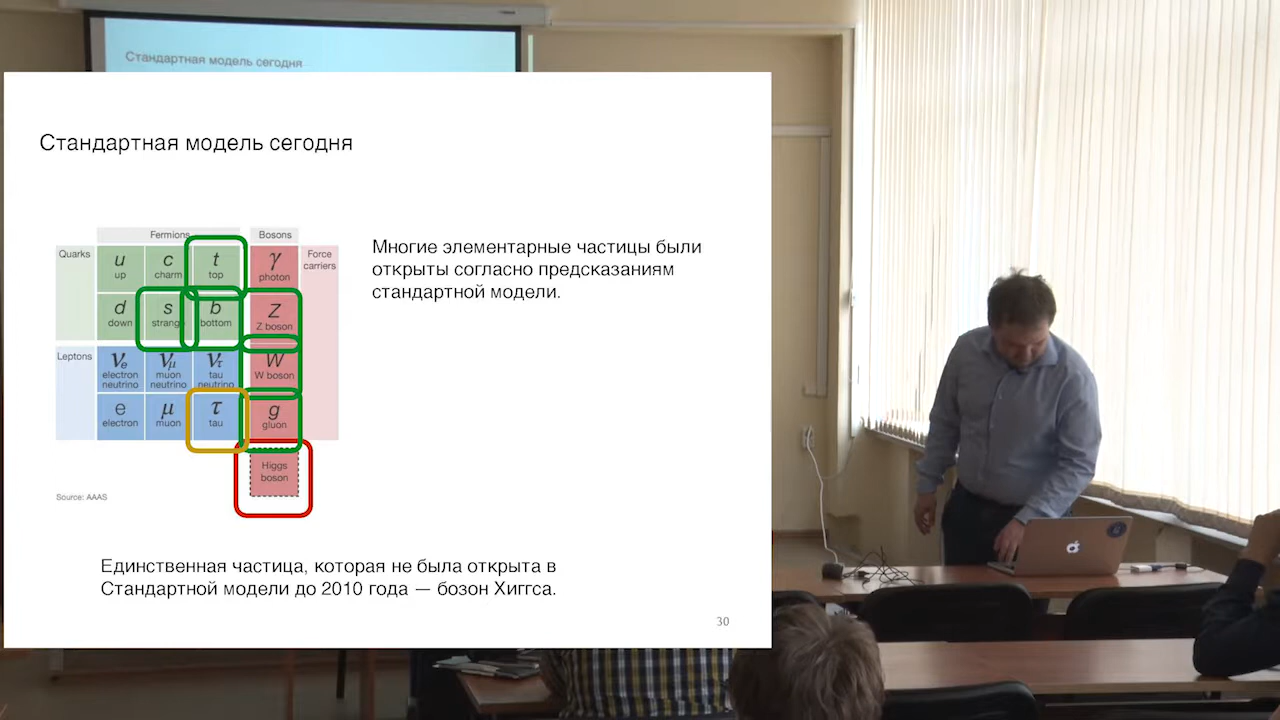 Стандартная модель сегодня
Стандартная модель сегодня
Fermions
Bosons
Quarks
u
c
t
γ
Force
up
charm
top
photon
carriers
d
s
b
Z
down
strange
bottom
Z boson
Leptons
νe
νμ
ντ
W
electron
muon
tau
W boson
neutrino
neutrino
neutrino
e
μ
τ
g
electron
muon
tau
gluon
Higgs
boson
Source: AAAS
Многие элементарные частицы были
открыты согласно предсказаниям
стандартной модели.
Единственная частица, которая не была открыта в
Стандартной модели до 2010 года — бозон Хиггса.
30